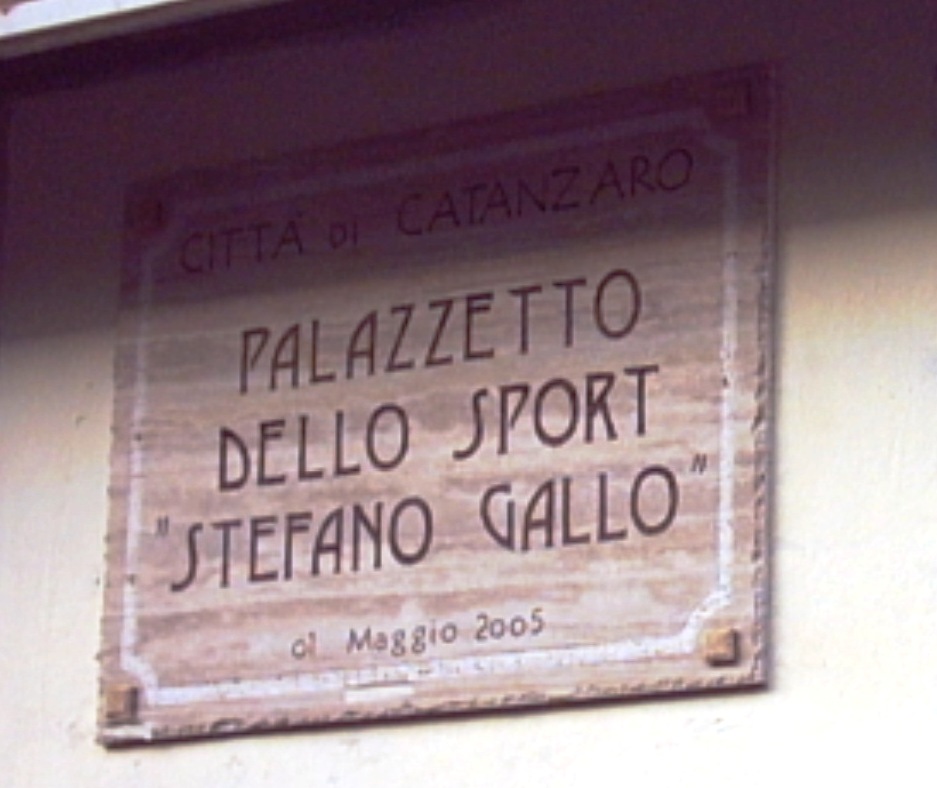 CITTÀ di CATANZARO
PALAZZETTO
DELLO SPORT
"STEFANO GALLO"
01 Maggio 2005